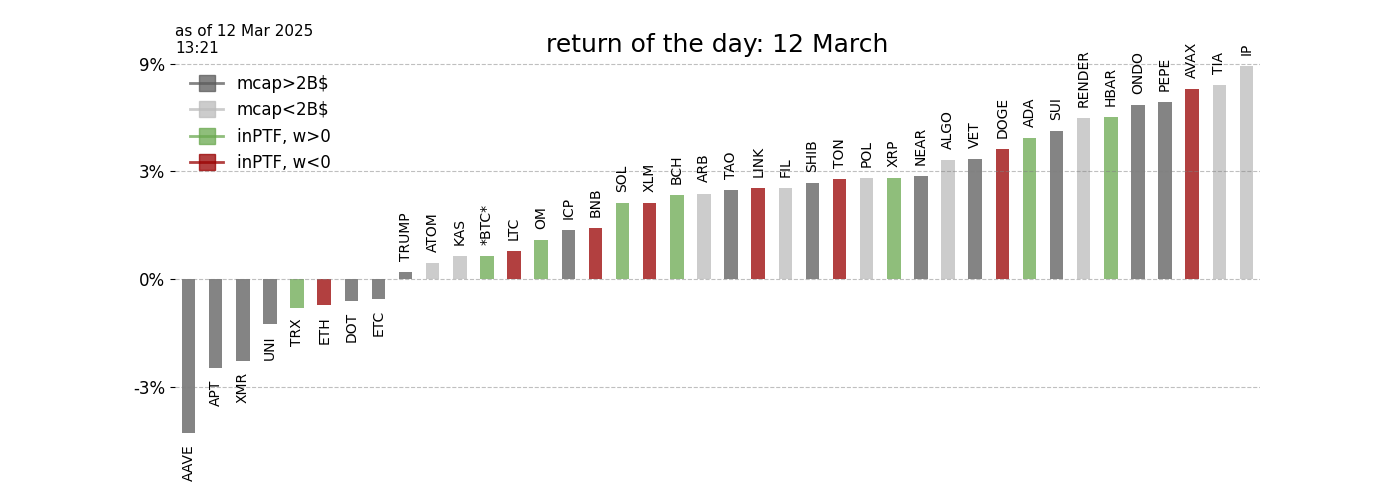 as of 12 Mar 2025
13:21
return of the day: 12 March
9%
3%
0%
-3%
mcap>2B$
mcap<2B$
inPTF, w>0
inPTF, w<0
AAVE
APT
XMR
UNI
TRX
ETH
DOT
ETC
TRUMP
ATOM
KAS
*BTC*
LTC
OM
ICP
BNB
SOL
XLM
BCH
ARB
TAO
LINK
FIL
SHIB
TON
POL
XRP
NEAR
ALGO
VET
DOGE
ADA
SUI
RENDER
HBAR
ONDO
PEPE
AVAX
TIA
IP